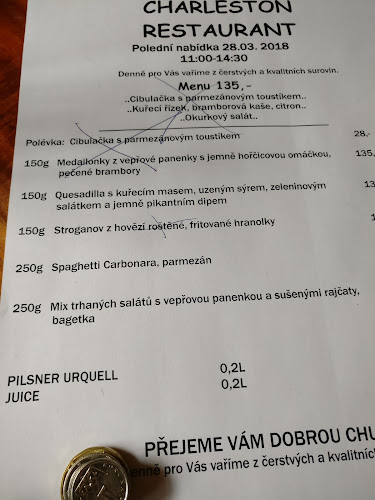 CHARLESTON
RESTAURANT
Polední nabídka 28.03. 2018
11:00-14:30
Denně pro Vás vaříme z čerstvých a kvalitních surovin.
Menu 135,-
..Cibulačka s parmezánovým toustíkem...
..Kuřecí řízek, bramborová kaše, citron..
..Okurkový salát..
Polévka: Cibulačka s parmezánovým toustíkem 28,-
150g Medailonky z vepřové panenky s jemně hořčicovou omáčkou, 135,
pečené brambory
150g Quesadilla s kuřecím masem, uzeným sýrem, zeleninovým 135
salátkem a jemně pikantním dipem
150g Stroganov z hovězí roštěné, fritované hranolky
250g Spaghetti Carbonara, parmezán
250g Mix trhaných salátů s vepřovou panenkou a sušenými rajčaty,
bagetka
PILSNER URQUELL 0,2L
JUICE 0,2L
PŘEJEME VÁM DOBROU CHU
Denně pro Vás vaříme z čerstvých a kvalitních